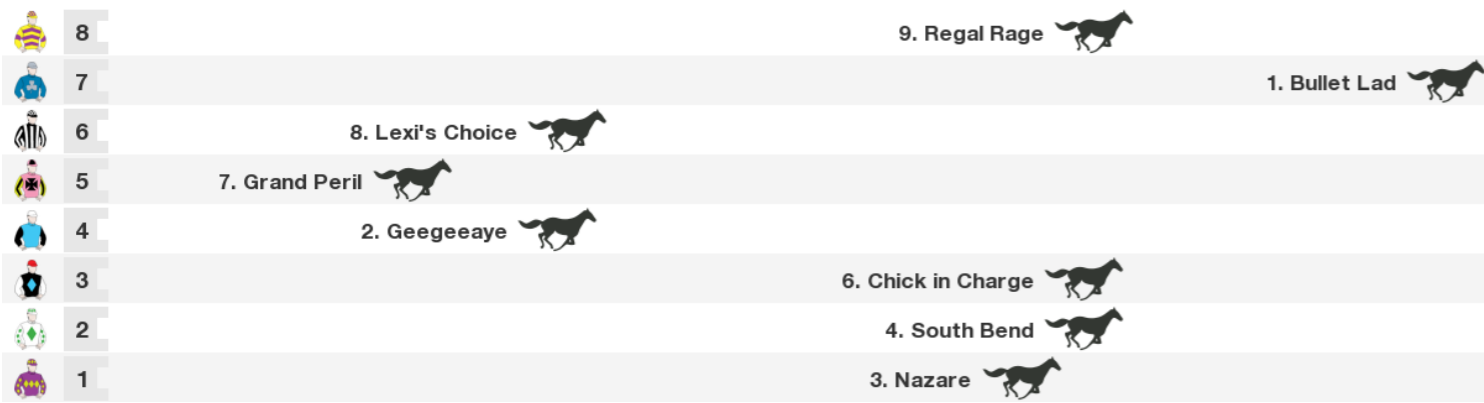 8 9. Regal Rage
7 1. Bullet Lad
6 8. Lexi's Choice
5 7. Grand Peril
4 2. Geegeeaye
3 6. Chick in Charge
2 4. South Bend
1 3. Nazare